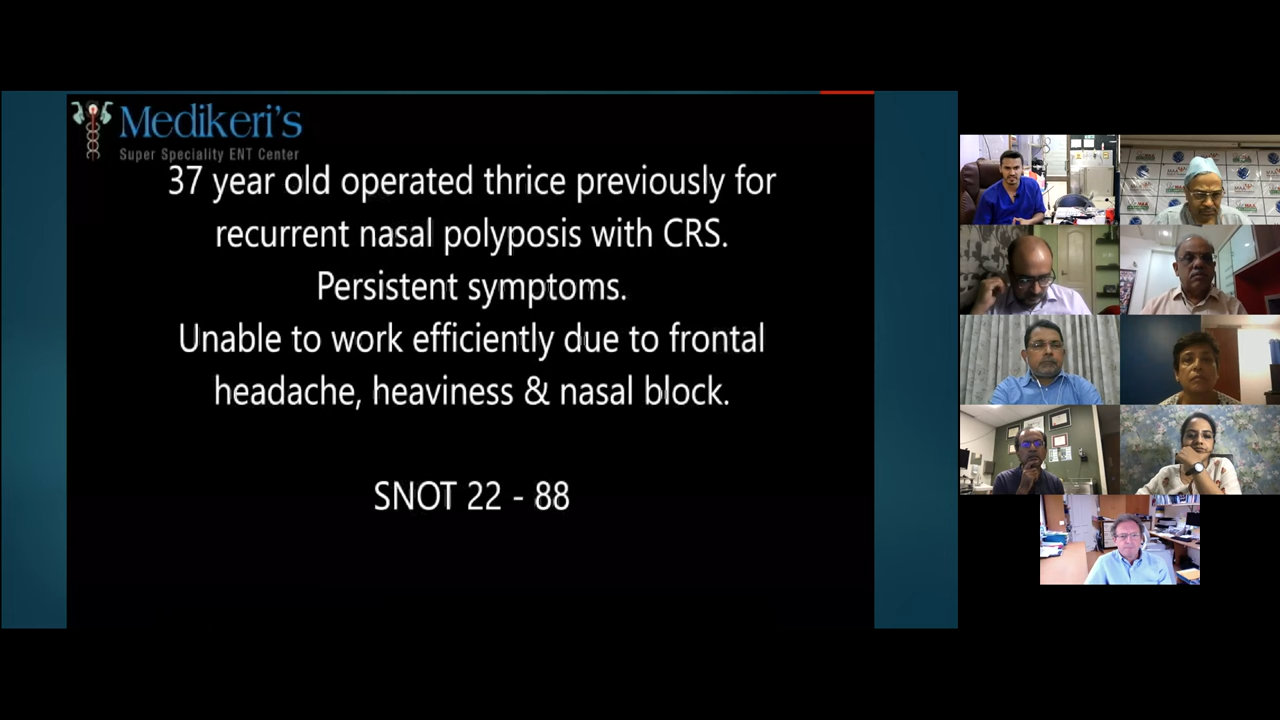 Medikeri's
Super Speciality ENT Center
37 year old operated thrice previously for
recurrent nasal polyposis with CRS.
Persistent symptoms.
Unable to work efficiently due to frontal
headache, heaviness & nasal block.
SNOT 22 - 88